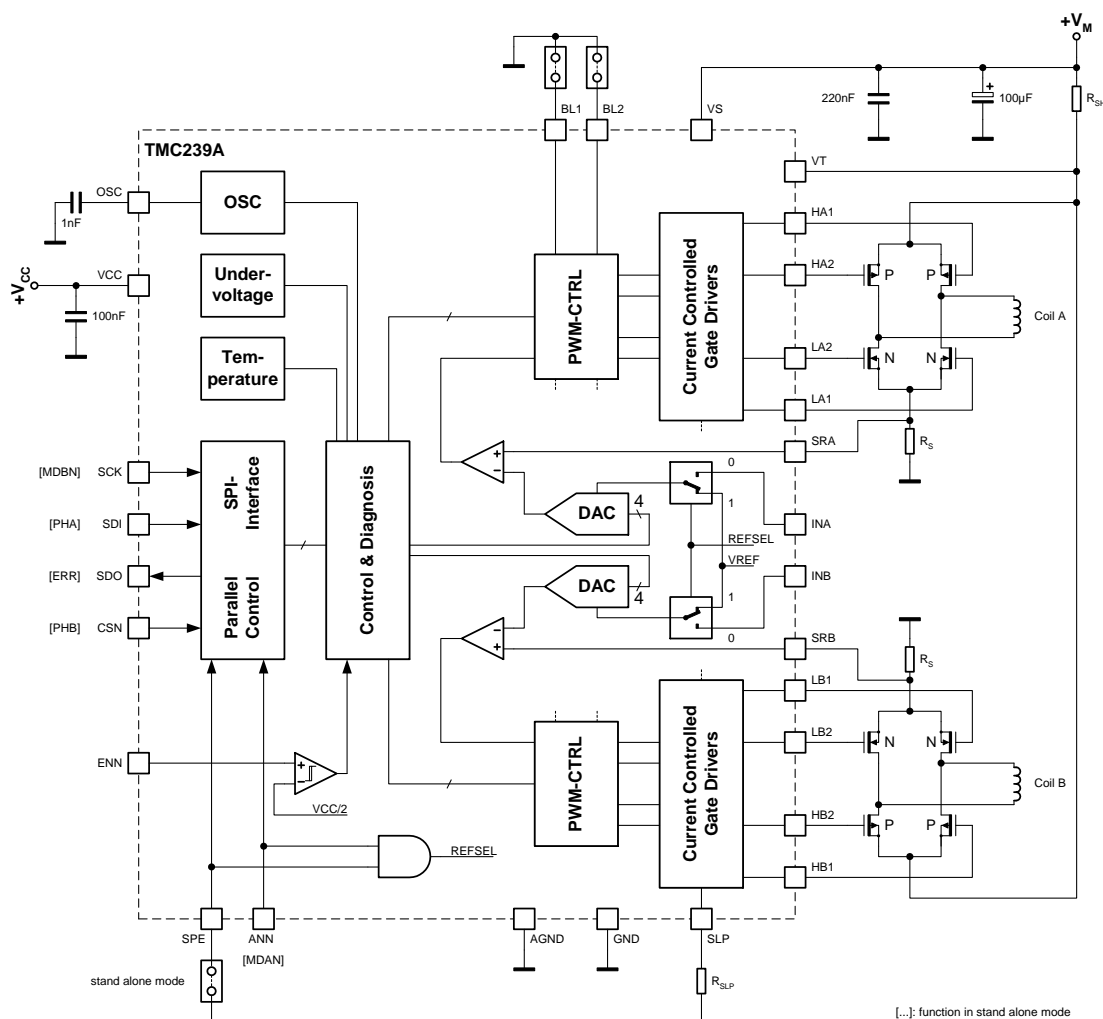 +VM
220nF
+
100µF
RSH
BL1
BL2
VS
TMC239A
VT
OSC
1nF
OSC
HA1
+VCC
VCC
100nF
Under-
voltage
PWM-CTRL
Current Controlled
Gate Drivers
HA2
P
P
Coil A
Tem-
perature
LA2
N
N
LA1
SRA
RS
[MDBN]
SCK
SPI-
Interface
Control & Diagnosis
+
−
0
[PHA]
SDI
DAC
4
1
INA
REFSEL
VREF
[ERR]
SDO
Parallel
Control
DAC
4
1
INB
[PHB]
CSN
−
+
0
SRB
RS
LB1
ENN
+
−
VCC/2
PWM-CTRL
Current Controlled
Gate Drivers
LB2
N
N
Coil B
HB2
P
P
REFSEL
HB1
SPE
ANN
[MDAN]
AGND
GND
SLP
stand alone mode
RSLP
[...]: function in stand alone mode